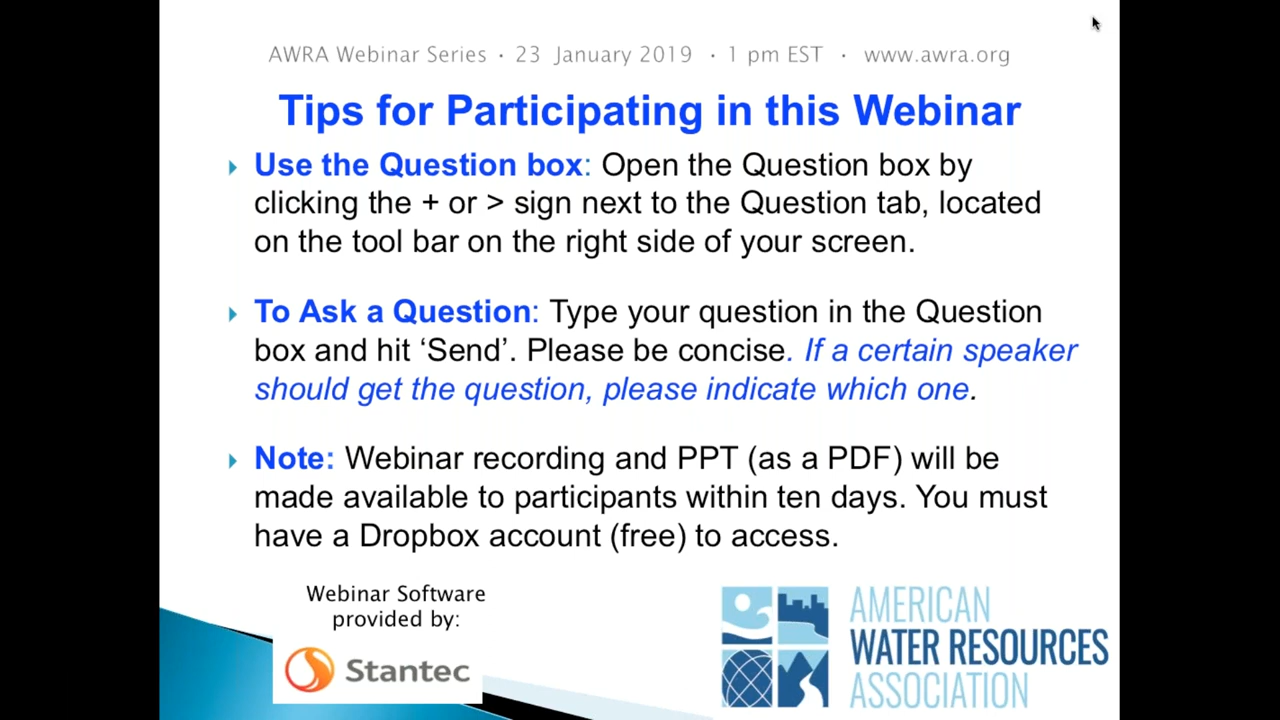 AWRA Webinar Series · 23 January 2019 · 1 pm EST · www.awra.org
Tips for Participating in this Webinar
Use the Question box: Open the Question box by
clicking the + or > sign next to the Question tab, located
on the tool bar on the right side of your screen.
To Ask a Question: Type your question in the Question
box and hit ‘Send’. Please be concise. If a certain speaker
should get the question, please indicate which one.
Note: Webinar recording and PPT (as a PDF) will be
made available to participants within ten days. You must
have a Dropbox account (free) to access.
Webinar Software
provided by:
Stantec
AMERICAN
WATER RESOURCES
ASSOCIATION